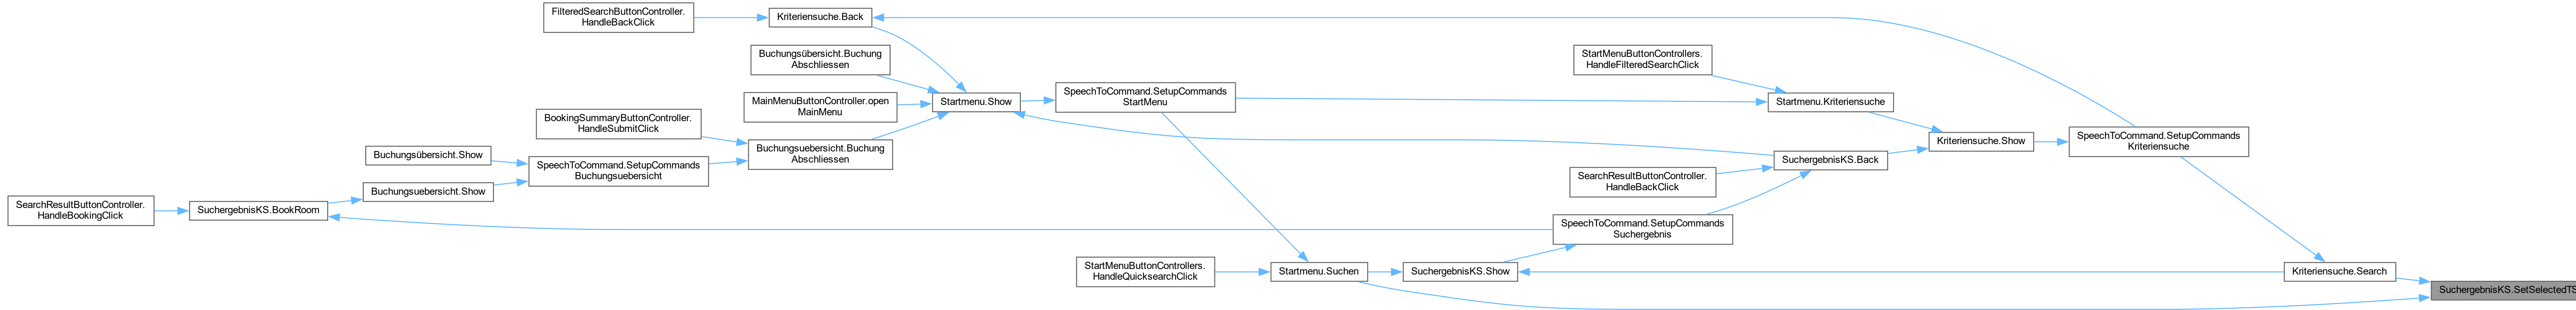 FilteredSearchButtonController.
HandleBackClick
Kriteriensuche.Back
Buchungsübersicht.Buchung
Abschliessen
StartMenuButtonControllers.
HandleFilteredSearchClick
MainMenuButtonController.open
MainMenu
Startmenu.Show
SpeechToCommand.SetupCommands
StartMenu
Startmenu.Kriteriensuche
BookingSummaryButtonController.
HandleSubmitClick
Buchungsuebersicht.Buchung
Abschliessen
Kriteriensuche.Show
SpeechToCommand.SetupCommands
Kriteriensuche
Buchungsübersicht.Show
SpeechToCommand.SetupCommands
Buchungsuebersicht
SuchergebnisKS.Back
SearchResultButtonController.
HandleBackClick
Buchungsuebersicht.Show
SearchResultButtonController.
HandleBookingClick
SuchergebnisKS.BookRoom
SpeechToCommand.SetupCommands
Suchergebnis
StartMenuButtonControllers.
HandleQuicksearchClick
Startmenu.Suchen
SuchergebnisKS.Show
Kriteriensuche.Search
SuchergebnisKS.SetSelectedTS